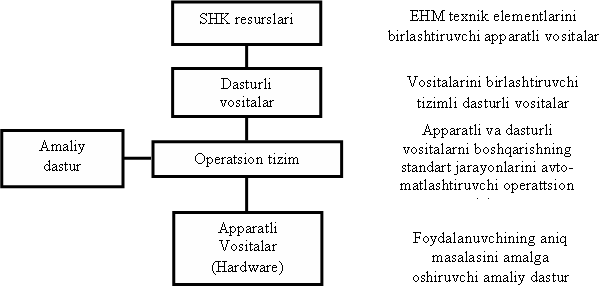 SHK resurslari
EHM texnik elementlarini
birlashtiruvchi apparatli vositalar
Dasturli
vositalar
Vositalarini birlashtiruvchi
tizimli dasturli vositalar
Amaliy
dastur
Operatsion tizim
Apparatli va dasturli
vositalarni boshqarishning
standart jarayonlarini avto-
matlashtiruvchi operattsion
Apparatli
Vositalar
(Hardware)
Foydalanuvchining aniq
masalasini amalga
oshiruvchi amaliy dastur